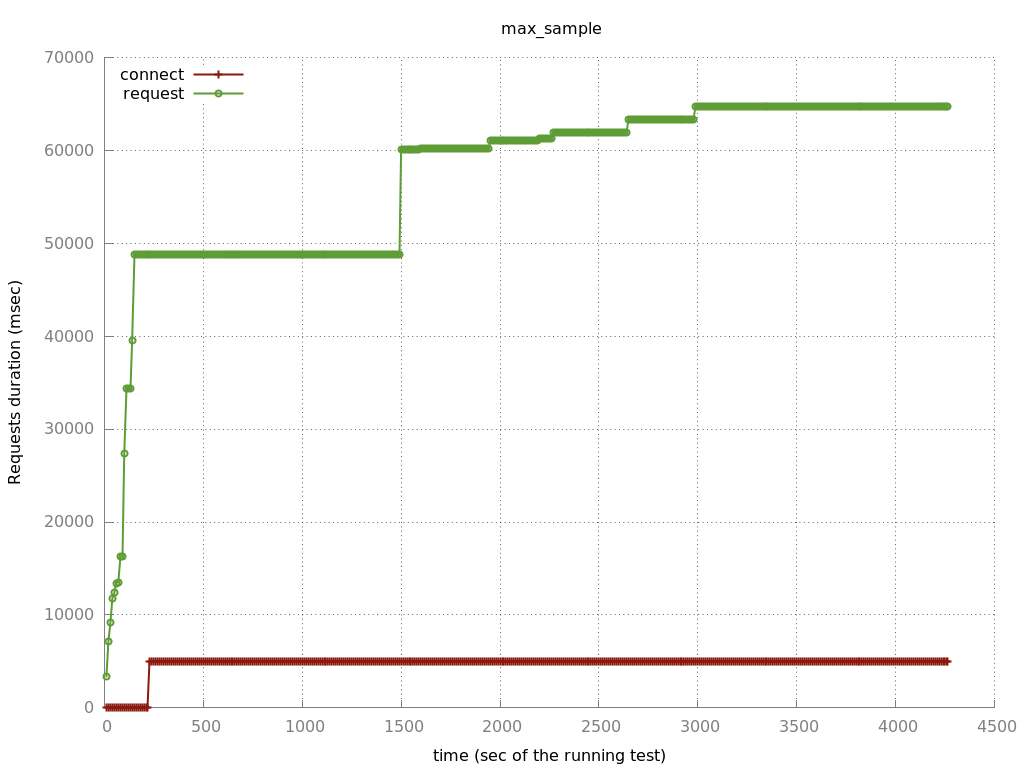 max_sample
70000
60000
50000
40000
30000
20000
10000
0
connect
request
Requests duration (msec)
0 500 1000 1500 2000 2500 3000 3500 4000 4500
time (sec of the running test)